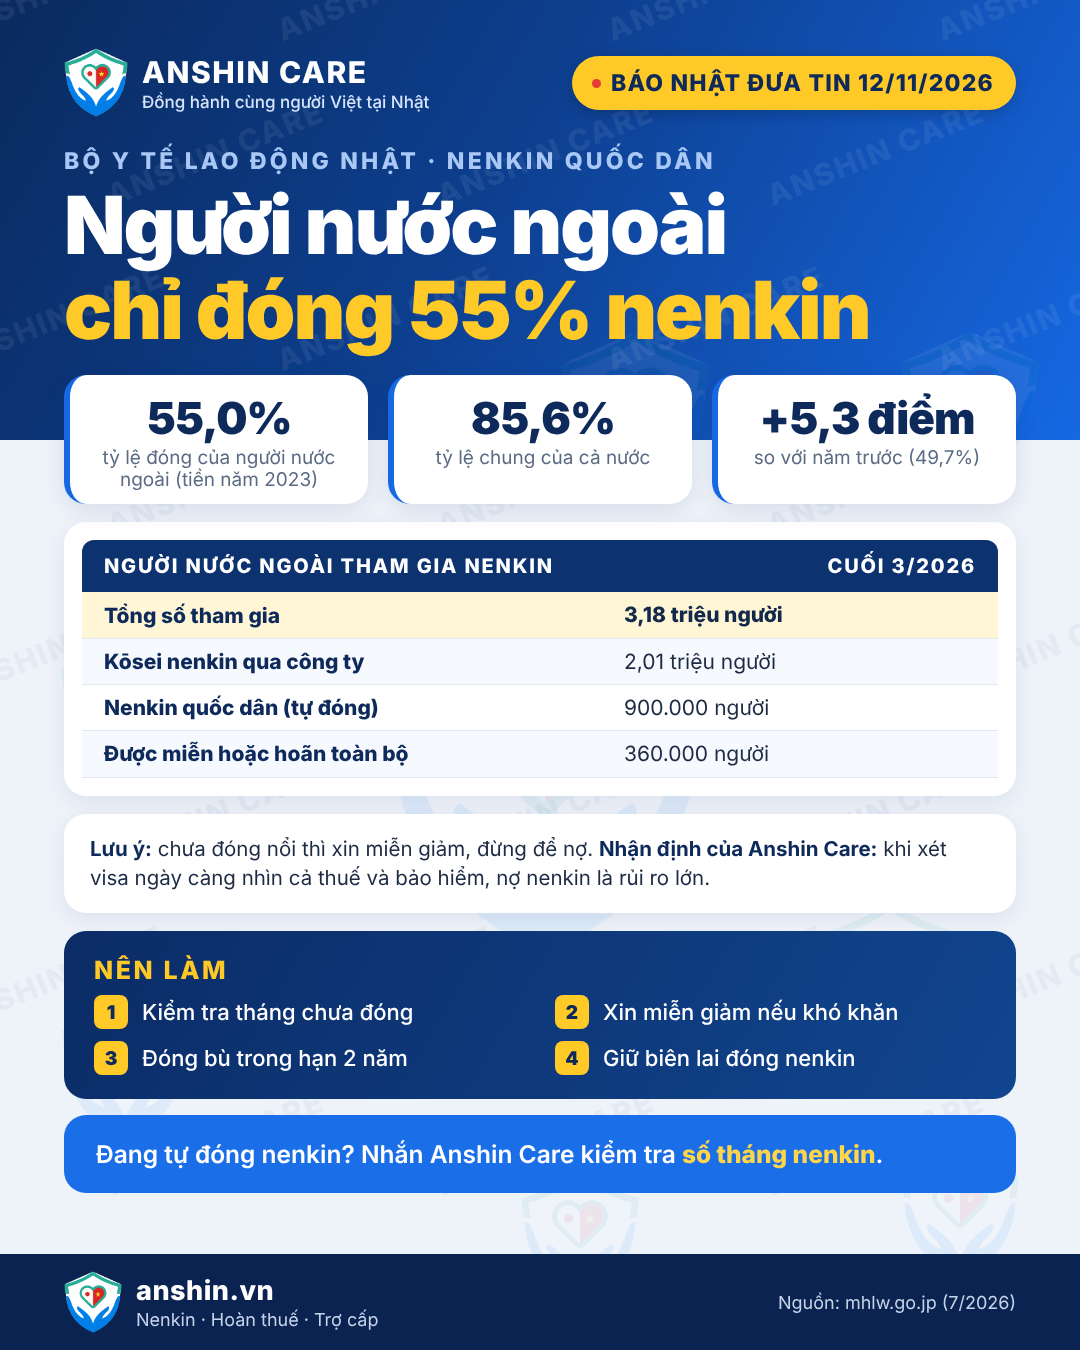 ANSHIN CARE
Đồng hành cùng người Việt tại Nhật
BÁO NHẬT ĐƯA TIN 12/11/2026
BỘ Y TẾ LAO ĐỘNG NHẬT · NENKIN QUỐC DÂN
Người nước ngoài
chỉ đóng 55% nenkin
55,0%
tỷ lệ đóng của người nước
ngoài (tiền năm 2023)
85,6%
tỷ lệ chung của cả nước
+5,3 điểm
so với năm trước (49,7%)
NGƯỜI NƯỚC NGOÀI THAM GIA NENKIN CUỐI 3/2026
Tổng số tham gia 3,18 triệu người
Kōsei nenkin qua công ty 2,01 triệu người
Nenkin quốc dân (tự đóng) 900.000 người
Được miễn hoặc hoãn toàn bộ 360.000 người
Lưu ý: chưa đóng nổi thì xin miễn giảm, đừng để nợ. Nhận định của Anshin Care: khi xét
visa ngày càng nhìn cả thuế và bảo hiểm, nợ nenkin là rủi ro lớn.
NÊN LÀM
1 Kiểm tra tháng chưa đóng
2 Xin miễn giảm nếu khó khăn
3 Đóng bù trong hạn 2 năm
4 Giữ biên lai đóng nenkin
Đang tự đóng nenkin? Nhắn Anshin Care kiểm tra số tháng nenkin.
anshin.vn
Nenkin · Hoàn thuế · Trợ cấp
Nguồn: mhlw.go.jp (7/2026)